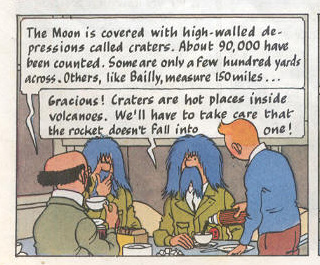 The Moon is covered with high-walled de-
pressions called craters. About 90,000 have
been counted. Some are only a few hundred yards
across. Others, like Bailly, measure 150 miles...
Gracious! Craters are hot places inside
volcanoes. We'll have to take care that
the rocket doesn't fall into one!